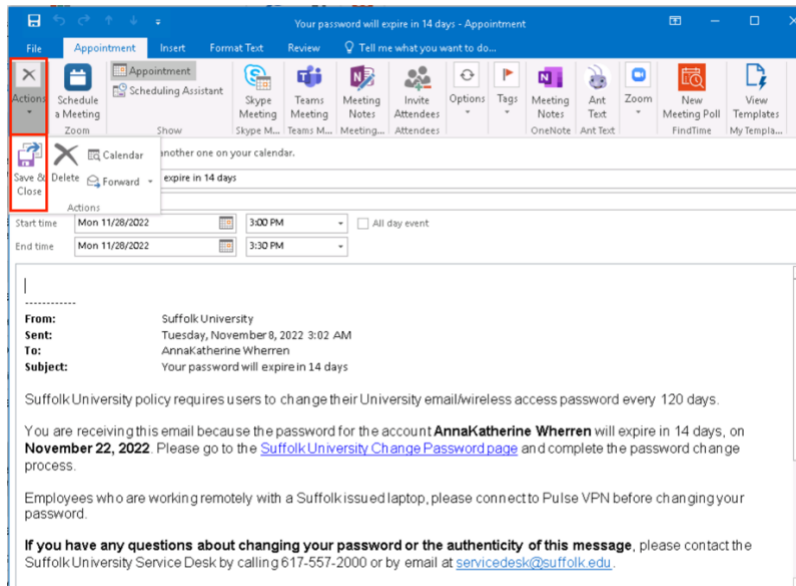 Your password will expire in 14 days - Appointment
File Appointment Insert Format Text Review Tell me what you want to do...
Actions
Schedule a Meeting
Zoom
Appointment
Scheduling Assistant
Show
Skype Meeting
Skype M...
Teams Meeting
Teams M...
Meeting Notes
Meeting...
Invite Attendees
Attendees
Options
Tags
Meeting Notes
OneNote
Ant Text
Ant Text
Zoom
New Meeting Poll
FindTime
View Templates
My Templa...
Save & Close
Delete
Calendar
Forward
Actions
another one on your calendar.
expire in 14 days
Start time Mon 11/28/2022 3:00 PM All day event
End time Mon 11/28/2022 3:30 PM
------------
From: Suffolk University
Sent: Tuesday, November 8, 2022 3:02 AM
To: AnnaKatherine Wherren
Subject: Your password will expire in 14 days
Suffolk University policy requires users to change their University email/wireless access password every 120 days.
You are receiving this email because the password for the account AnnaKatherine Wherren will expire in 14 days, on
November 22, 2022. Please go to the Suffolk University Change Password page and complete the password change
process.
Employees who are working remotely with a Suffolk issued laptop, please connect to Pulse VPN before changing your
password.
If you have any questions about changing your password or the authenticity of this message, please contact the
Suffolk University Service Desk by calling 617-557-2000 or by email at servicedesk@suffolk.edu.